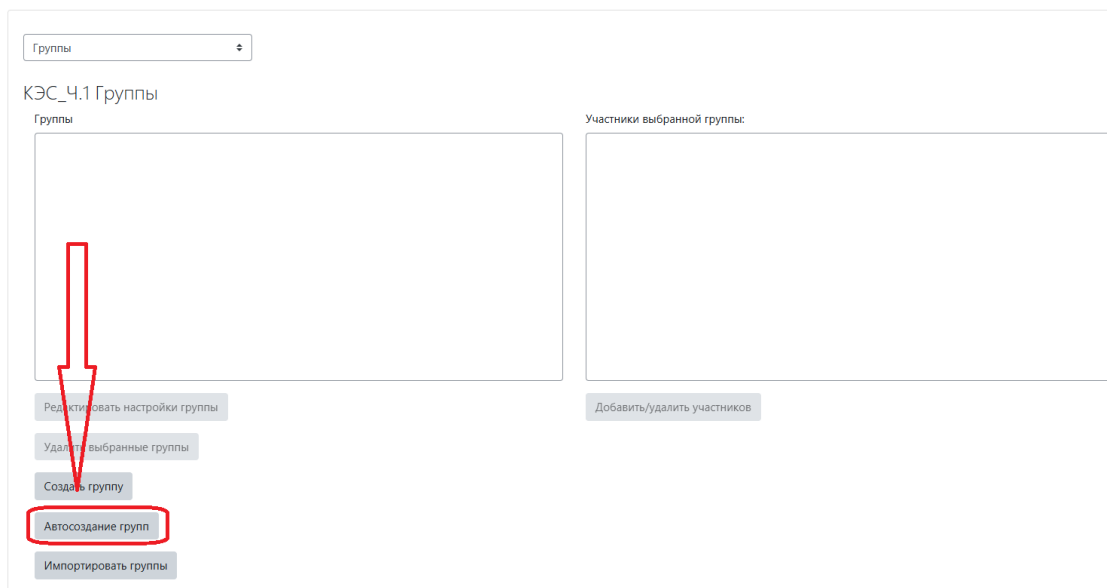 Группы
КЭС_Ч.1 Группы
Группы
Участники выбранной группы:
Редактировать настройки группы
Добавить/удалить участников
Удалить выбранные группы
Создать группу
Автосоздание групп
Импортировать группы